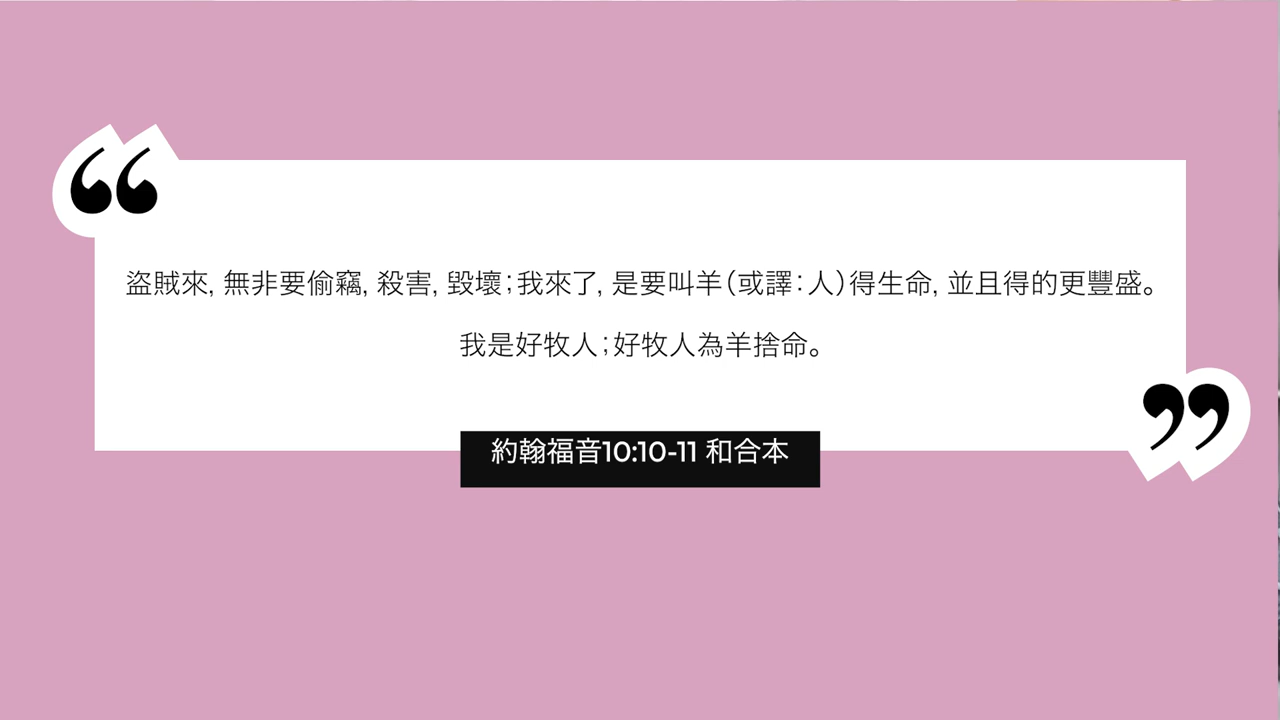 盜賊來, 無非要偷竊, 殺害, 毀壞；我來了, 是要叫羊（或譯：人）得生命, 並且得的更豐盛。
我是好牧人；好牧人為羊捨命。
約翰福音10:10-11 和合本